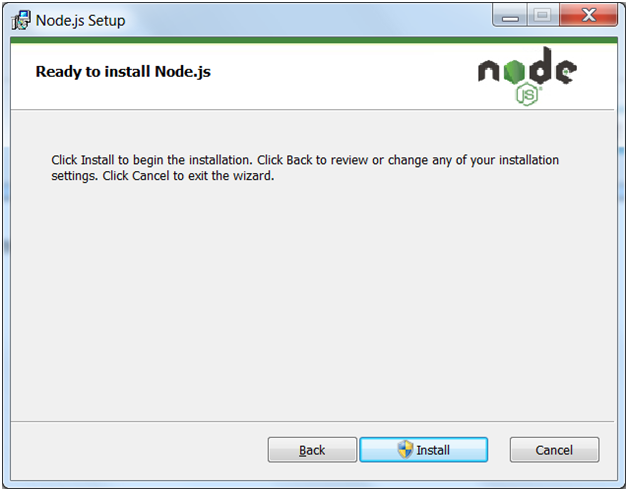 Node.js Setup
Ready to install Node.js
node
JS
Click Install to begin the installation. Click Back to review or change any of your installation
settings. Click Cancel to exit the wizard.
Back
Install
Cancel